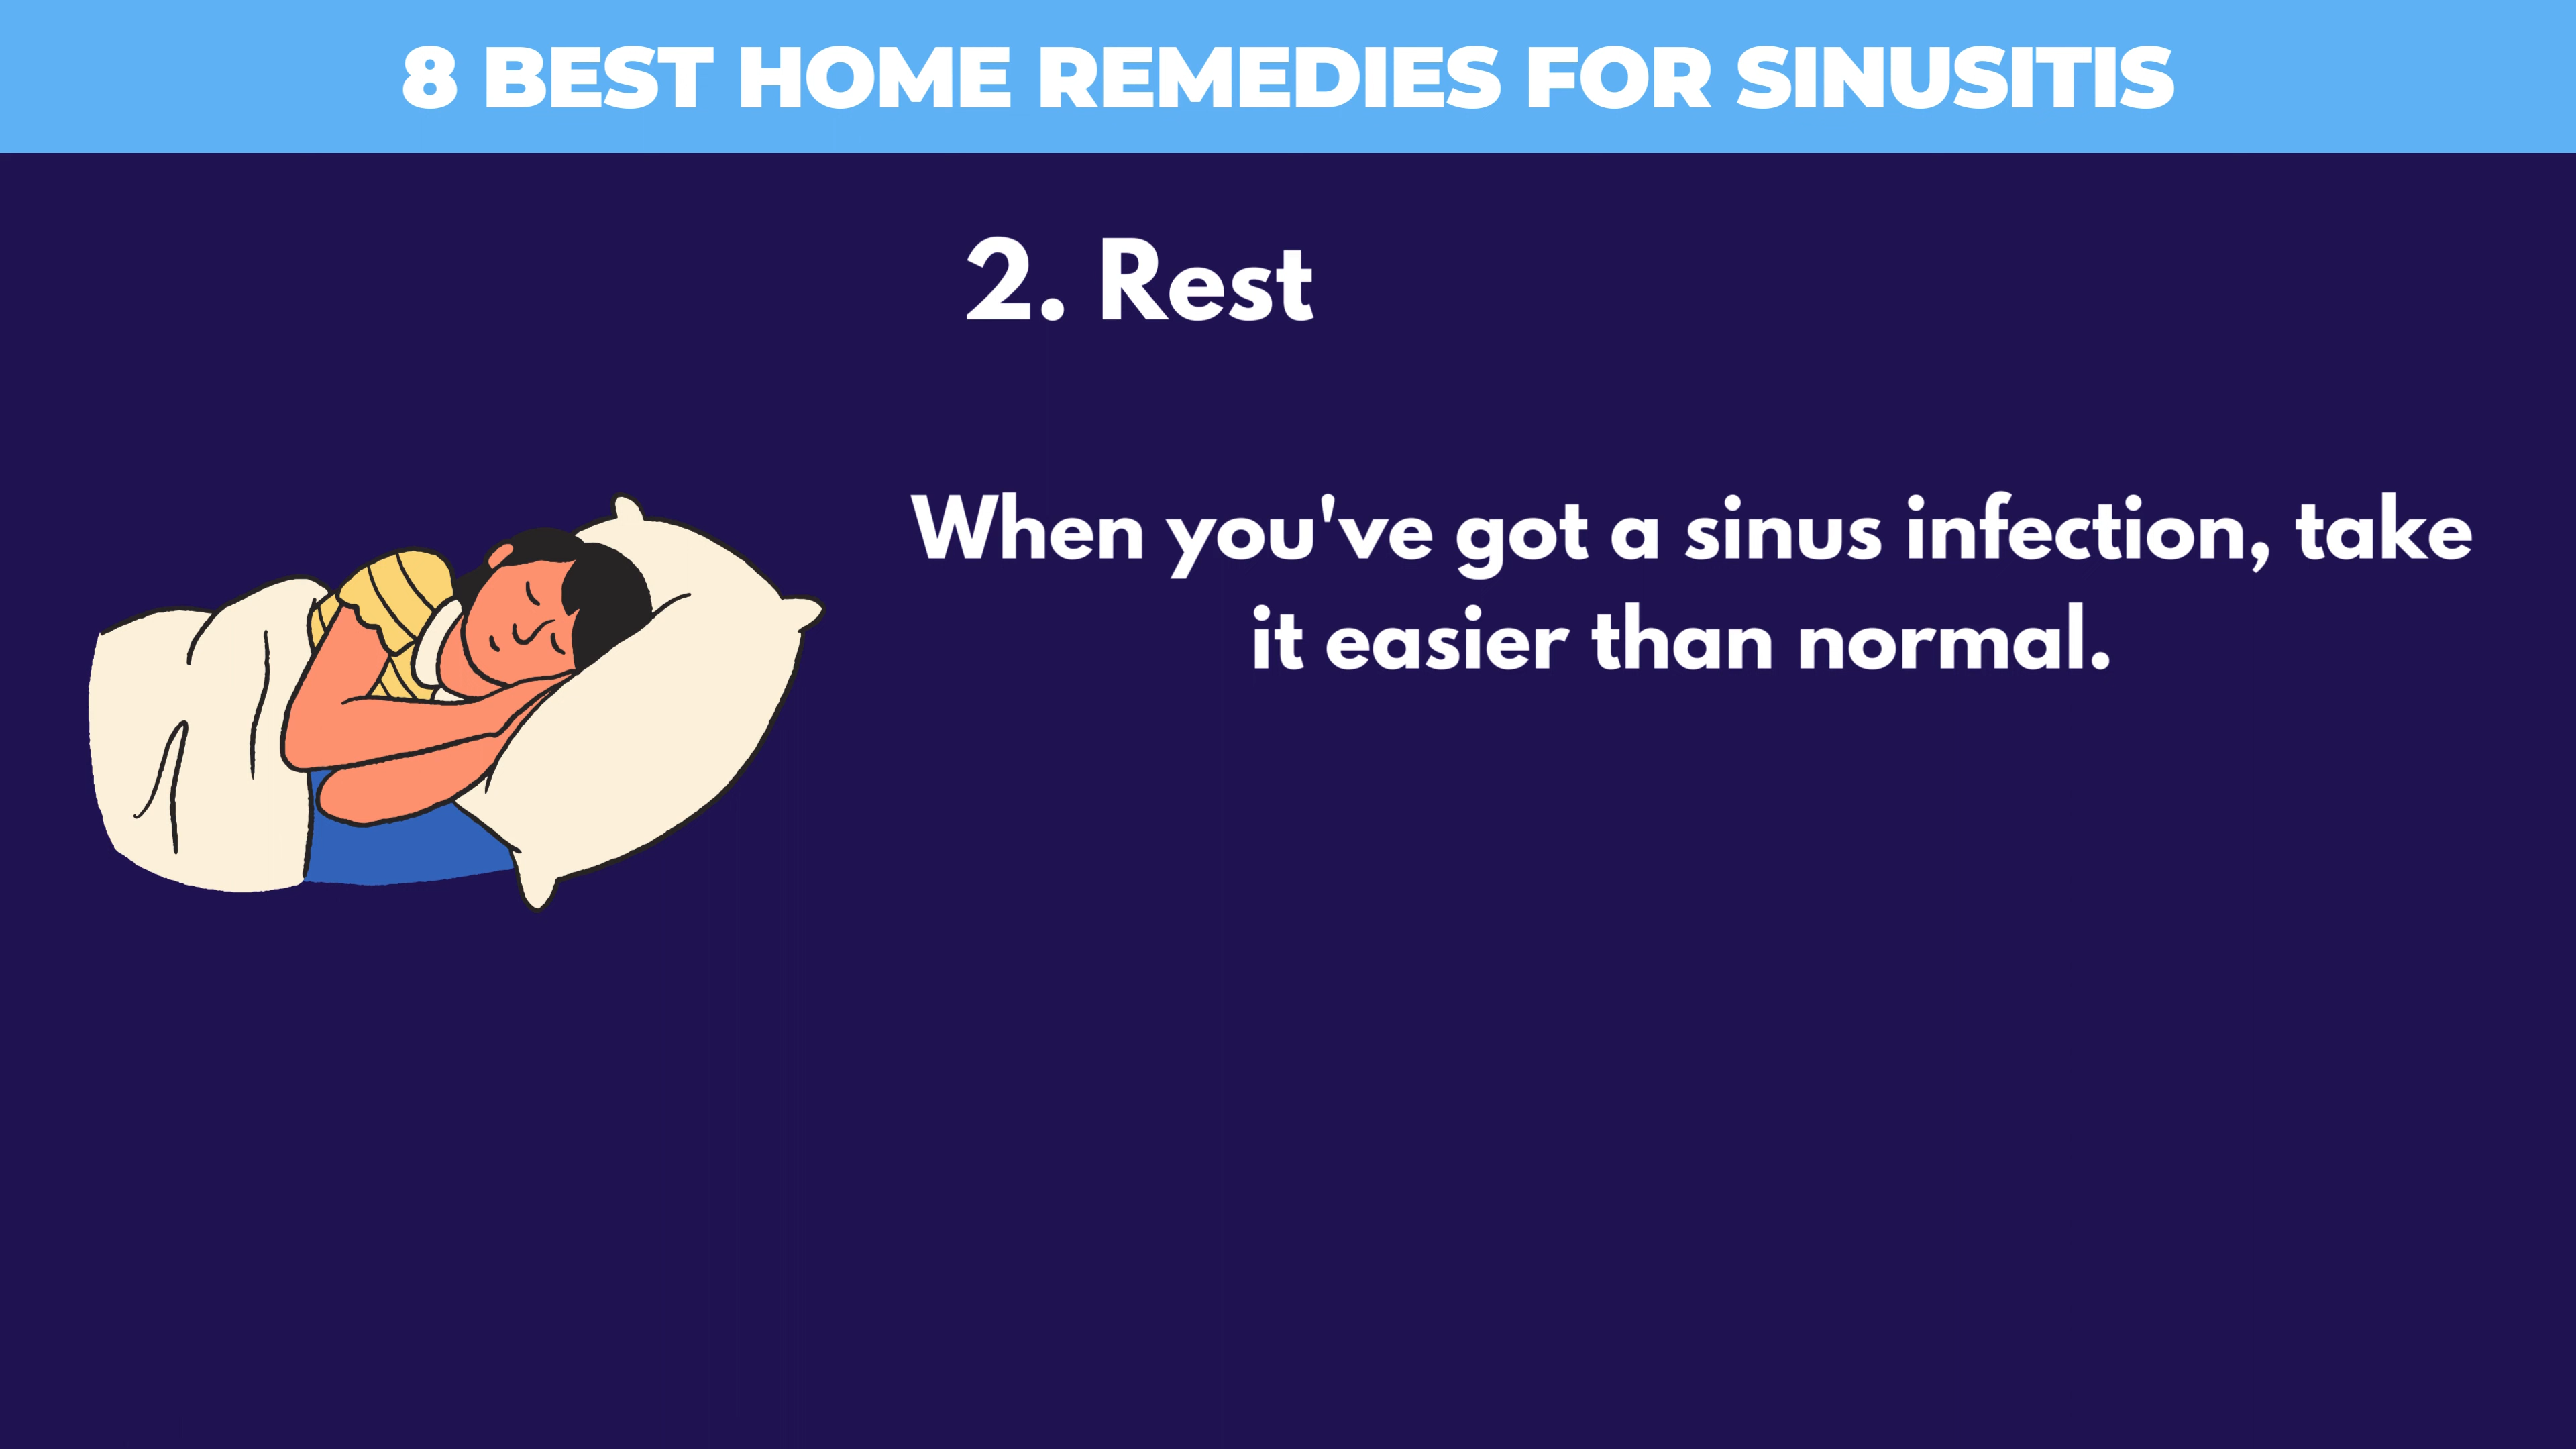 8 BEST HOME REMEDIES FOR SINUSITIS
2. Rest
When you've got a sinus infection, take
it easier than normal.